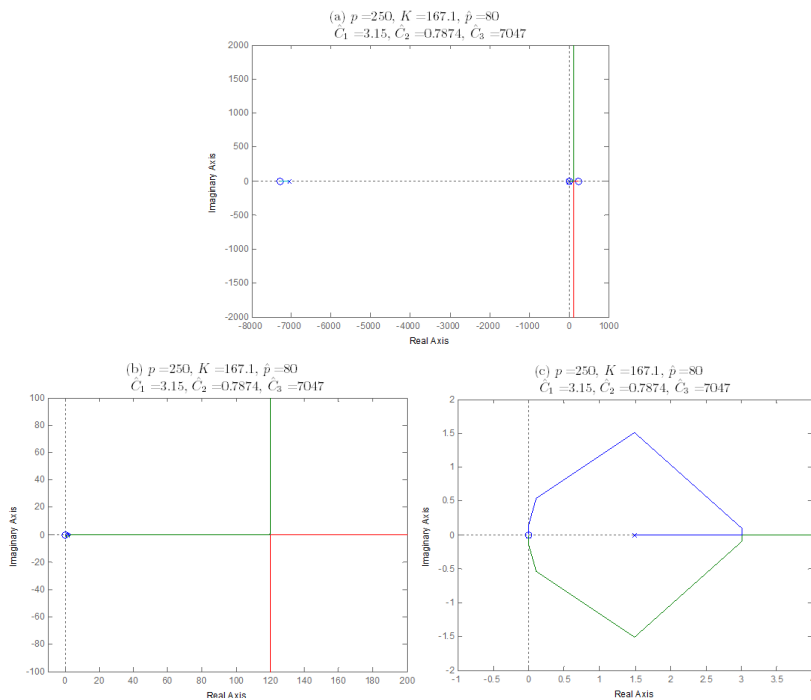 (a) p =250, K =167.1, p̂ =80
Ĉ₁ =3.15, Ĉ₂ =0.7874, Ĉ₃ =7047
2000
1500
1000
500
0
-500
-1000
-1500
-2000
Imaginary Axis
-8000 -7000 -6000 -5000 -4000 -3000 -2000 -1000 0 1000
Real Axis
(b) p =250, K =167.1, p̂ =80
Ĉ₁ =3.15, Ĉ₂ =0.7874, Ĉ₃ =7047
100
80
60
40
20
0
-20
-40
-60
-80
-100
Imaginary Axis
0 20 40 60 80 100 120 140 160 180 200
Real Axis
(c) p =250, K =167.1, p̂ =80
Ĉ₁ =3.15, Ĉ₂ =0.7874, Ĉ₃ =7047
2
1.5
1
0.5
0
-0.5
-1
-1.5
-2
Imaginary Axis
-1 -0.5 0 0.5 1 1.5 2 2.5 3 3.5
Real Axis